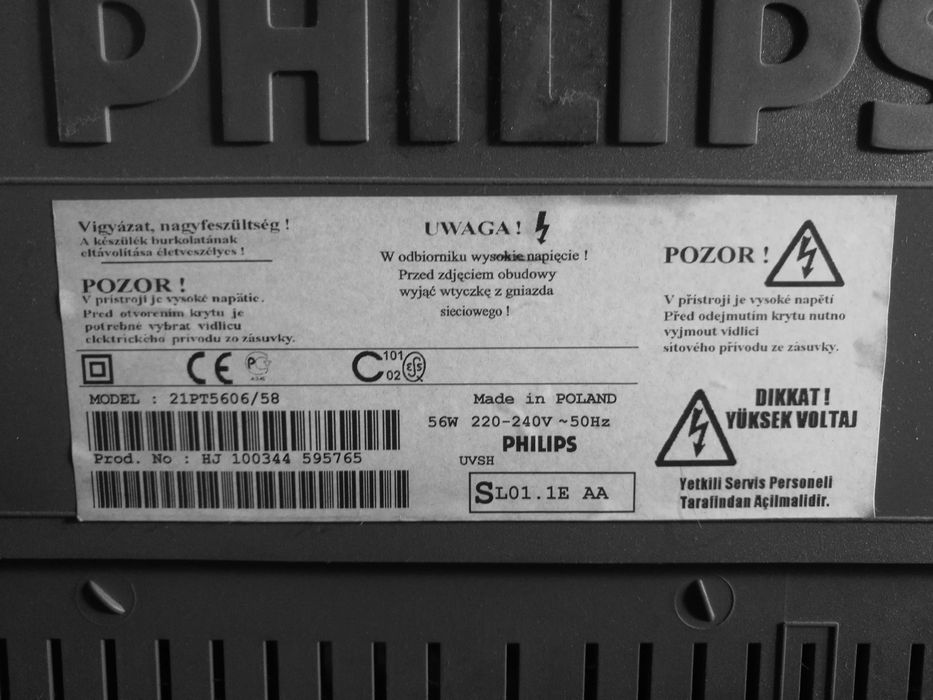 PHILIPS
Vigyázat, nagyfeszültség !
A készülék burkolatának
eltávolítása életveszélyes !
POZOR !
V prístroji je vysoké napätie.
Pred otvorením krytu je
potrebné vybrat vidlicu
elektrického prívodu zo zásuvky.
UWAGA !
W odbiorniku wysokie napięcie !
Przed zdjęciem obudowy
wyjąć wtyczkę z gniazda
sieciowego !
POZOR !
V přístroji je vysoké napětí
Před odejmutím krytu nutno
vyjmout vidlici
síťového přívodu ze zásuvky.
CE
PC
C 101 02
MODEL : 21PT5606/58
Made in POLAND
56W 220-240V ~50Hz
PHILIPS
Prod. No : HJ 100344 595765
UVSH
SL01.1E AA
DIKKAT !
YÜKSEK VOLTAJ
Yetkili Servis Personeli
Tarafindan Açilmalidir.